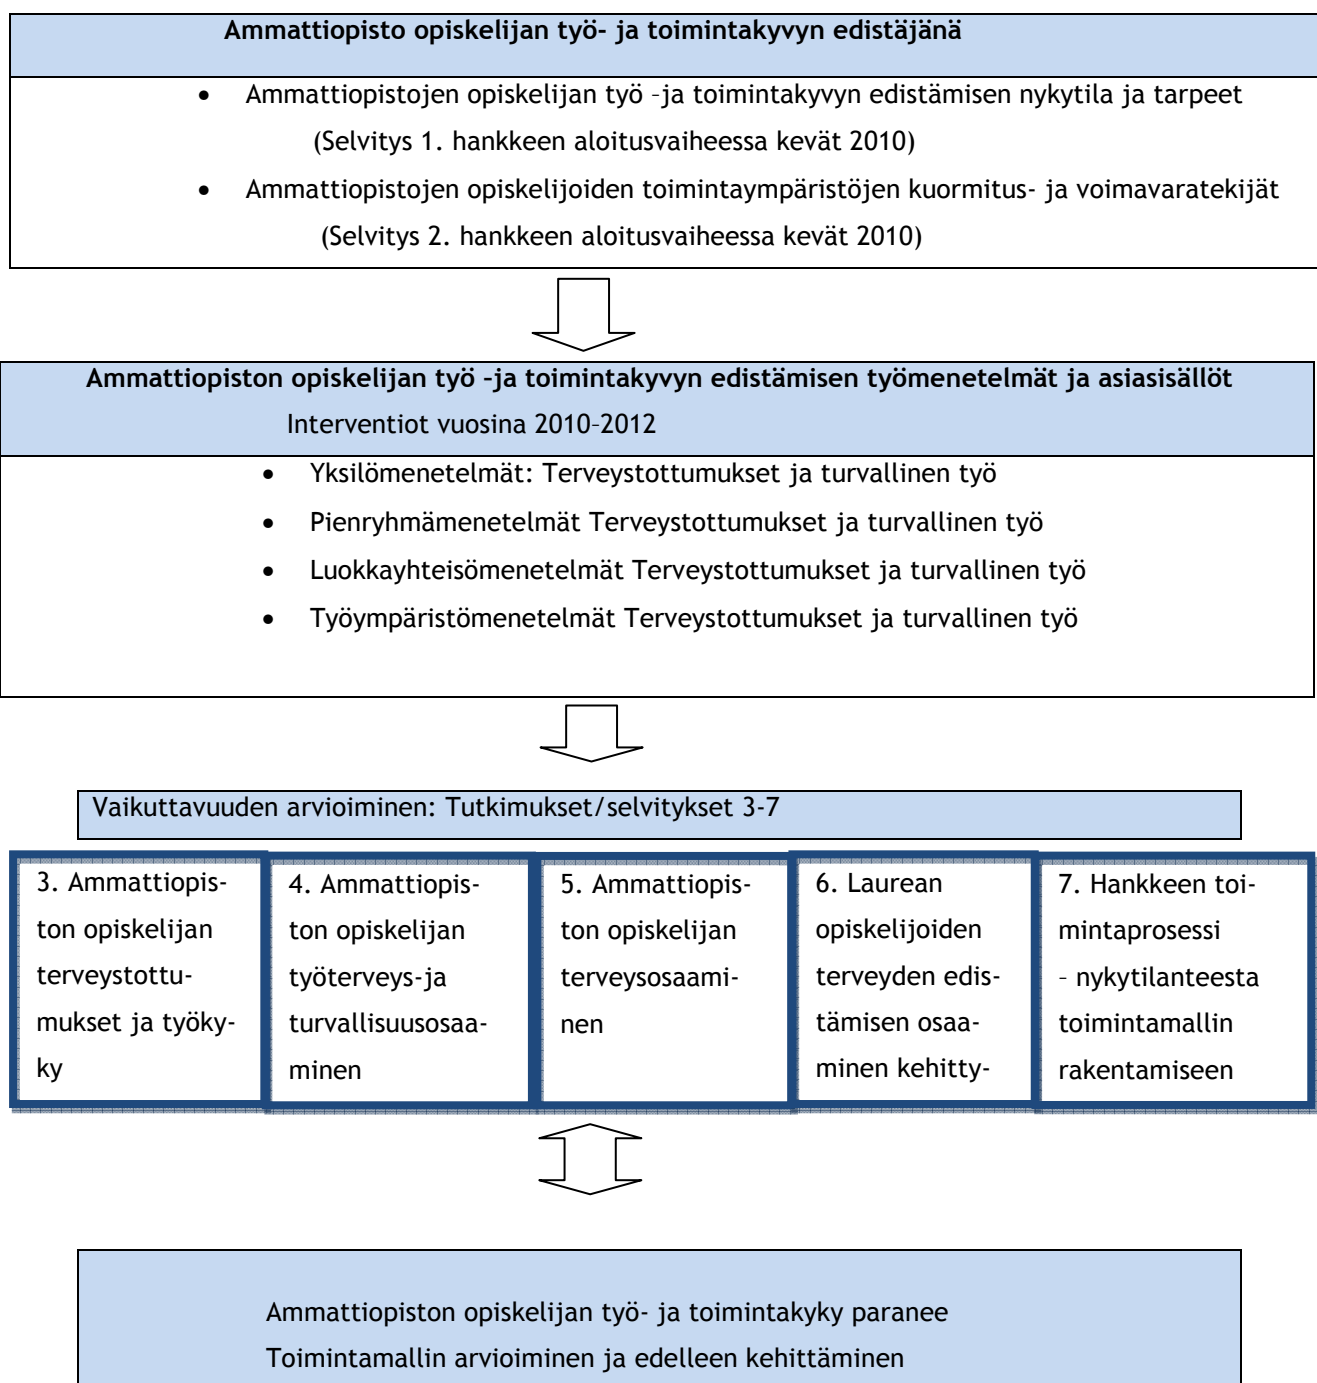 Ammattiopisto opiskelijan työ- ja toimintakyvyn edistäjänä
• Ammattiopistojen opiskelijan työ –ja toimintakyvyn edistämisen nykytila ja tarpeet
(Selvitys 1. hankkeen aloitusvaiheessa kevät 2010)
• Ammattiopistojen opiskelijoiden toimintaympäristöjen kuormitus- ja voimavaratekijät
(Selvitys 2. hankkeen aloitusvaiheessa kevät 2010)
Ammattiopiston opiskelijan työ –ja toimintakyvyn edistämisen työmenetelmät ja asiasisällöt
Interventiot vuosina 2010–2012
• Yksilömenetelmät: Terveystottumukset ja turvallinen työ
• Pienryhmämenetelmät Terveystottumukset ja turvallinen työ
• Luokkayhteisömenetelmät Terveystottumukset ja turvallinen työ
• Työympäristömenetelmät Terveystottumukset ja turvallinen työ
Vaikuttavuuden arvioiminen: Tutkimukset/selvitykset 3-7
3. Ammattiopis-
ton opiskelijan
terveystottu-
mukset ja työky-
ky
4. Ammattiopis-
ton opiskelijan
työterveys-ja
turvallisuusosaa-
minen
5. Ammattiopis-
ton opiskelijan
terveysosaami-
nen
6. Laurean
opiskelijoiden
terveyden edis-
tämisen osaa-
minen kehitty-
7. Hankkeen toi-
mintaprosessi
– nykytilanteesta
toimintamallin
rakentamiseen
Ammattiopiston opiskelijan työ- ja toimintakyky paranee
Toimintamallin arvioiminen ja edelleen kehittäminen